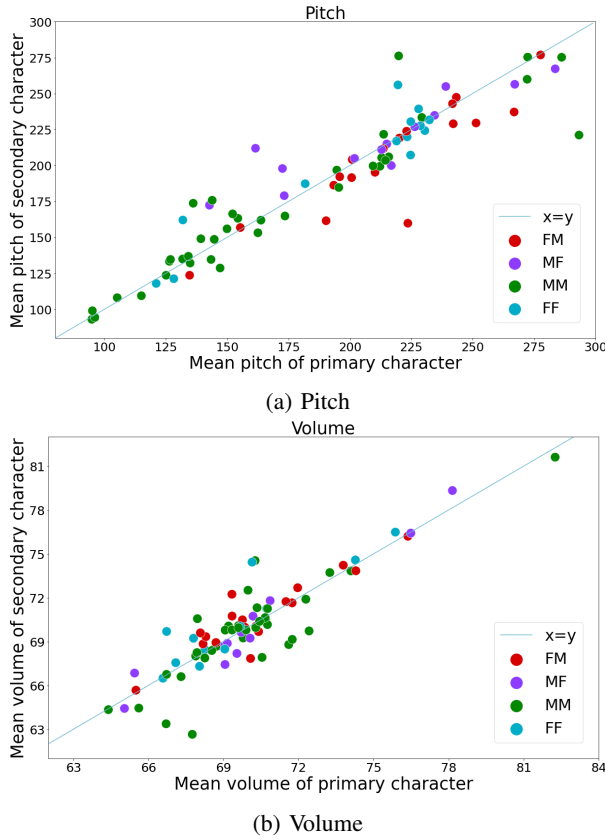 Pitch
300
275
250
225
200
175
150
125
100
Mean pitch of secondary character
x=y
FM
MF
MM
FF
100 125 150 175 200 225 250 275 300
Mean pitch of primary character
(a) Pitch
Volume
81
78
75
72
69
66
63
Mean volume of secondary character
x=y
FM
MF
MM
FF
63 66 69 72 75 78 81 84
Mean volume of primary character
(b) Volume